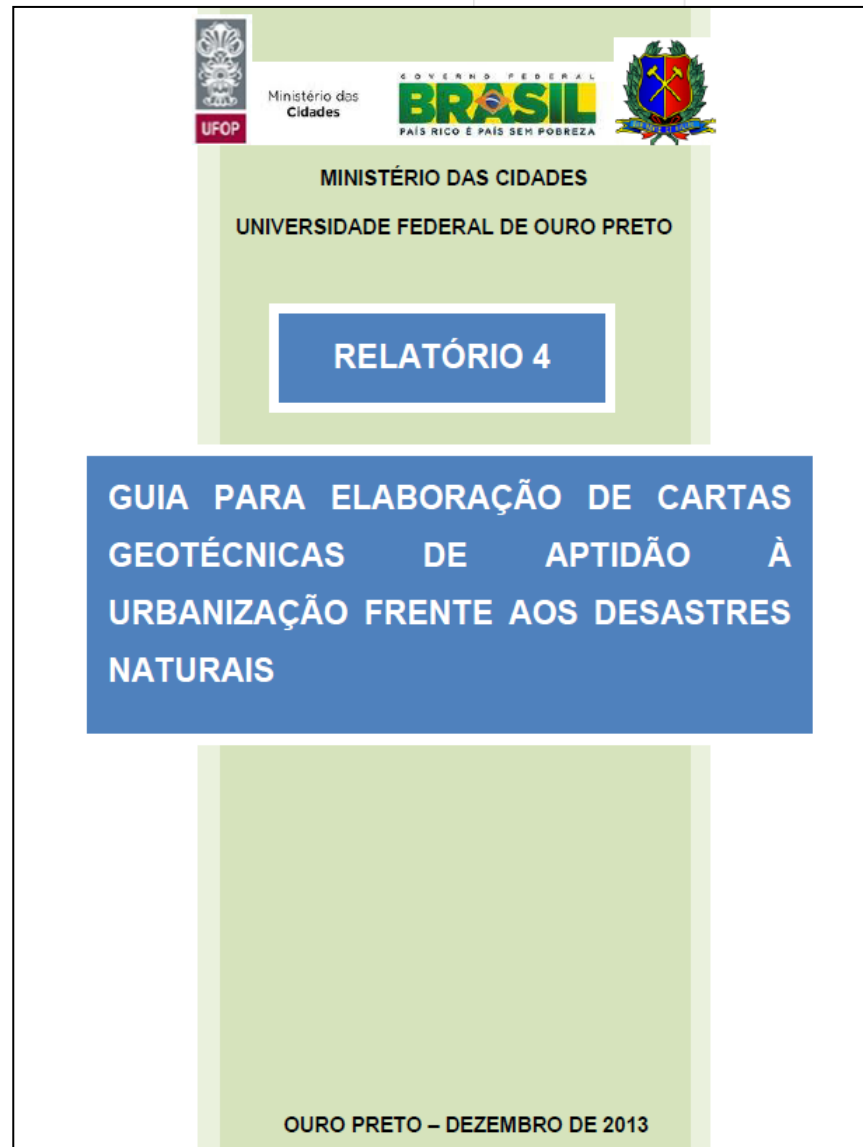 UFOP
Ministério das
Cidades
GOVERNO FEDERAL
BRASIL
PAÍS RICO É PAÍS SEM POBREZA
MINISTÉRIO DAS CIDADES
UNIVERSIDADE FEDERAL DE OURO PRETO
RELATÓRIO 4
GUIA PARA ELABORAÇÃO DE CARTAS
GEOTÉCNICAS DE APTIDÃO À
URBANIZAÇÃO FRENTE AOS DESASTRES
NATURAIS
OURO PRETO – DEZEMBRO DE 2013